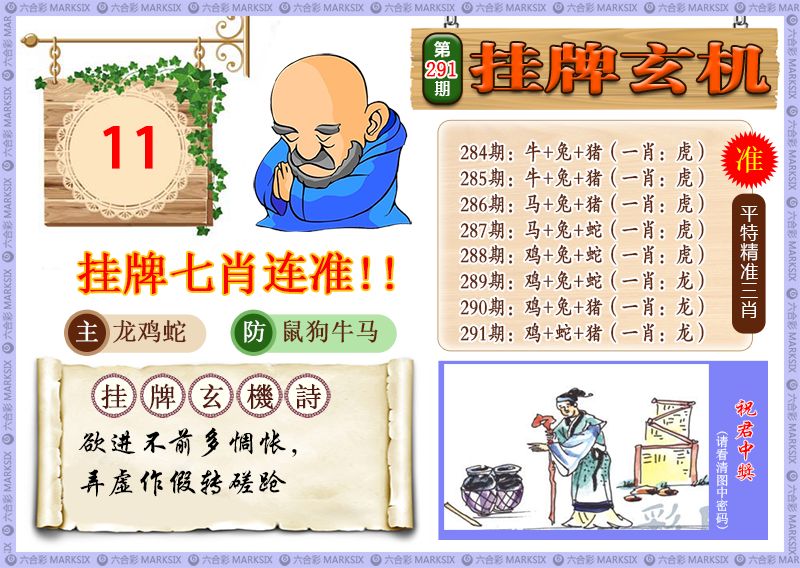 六合彩 MARKSIX
第291期
挂牌玄机
11
284期：牛+兔+猪（一肖：虎）
285期：牛+兔+猪（一肖：虎）
286期：马+兔+猪（一肖：虎）
287期：马+兔+蛇（一肖：虎）
288期：鸡+兔+蛇（一肖：虎）
289期：鸡+兔+蛇（一肖：龙）
290期：鸡+兔+猪（一肖：龙）
291期：鸡+蛇+猪（一肖：龙）
准
平特精准三肖
挂牌七肖连准!!
主 龙鸡蛇
防 鼠狗牛马
挂牌玄機詩
欲进不前多惆怅，
弄虚作假转磋跄
祝君中奖
（请看清图中密码）